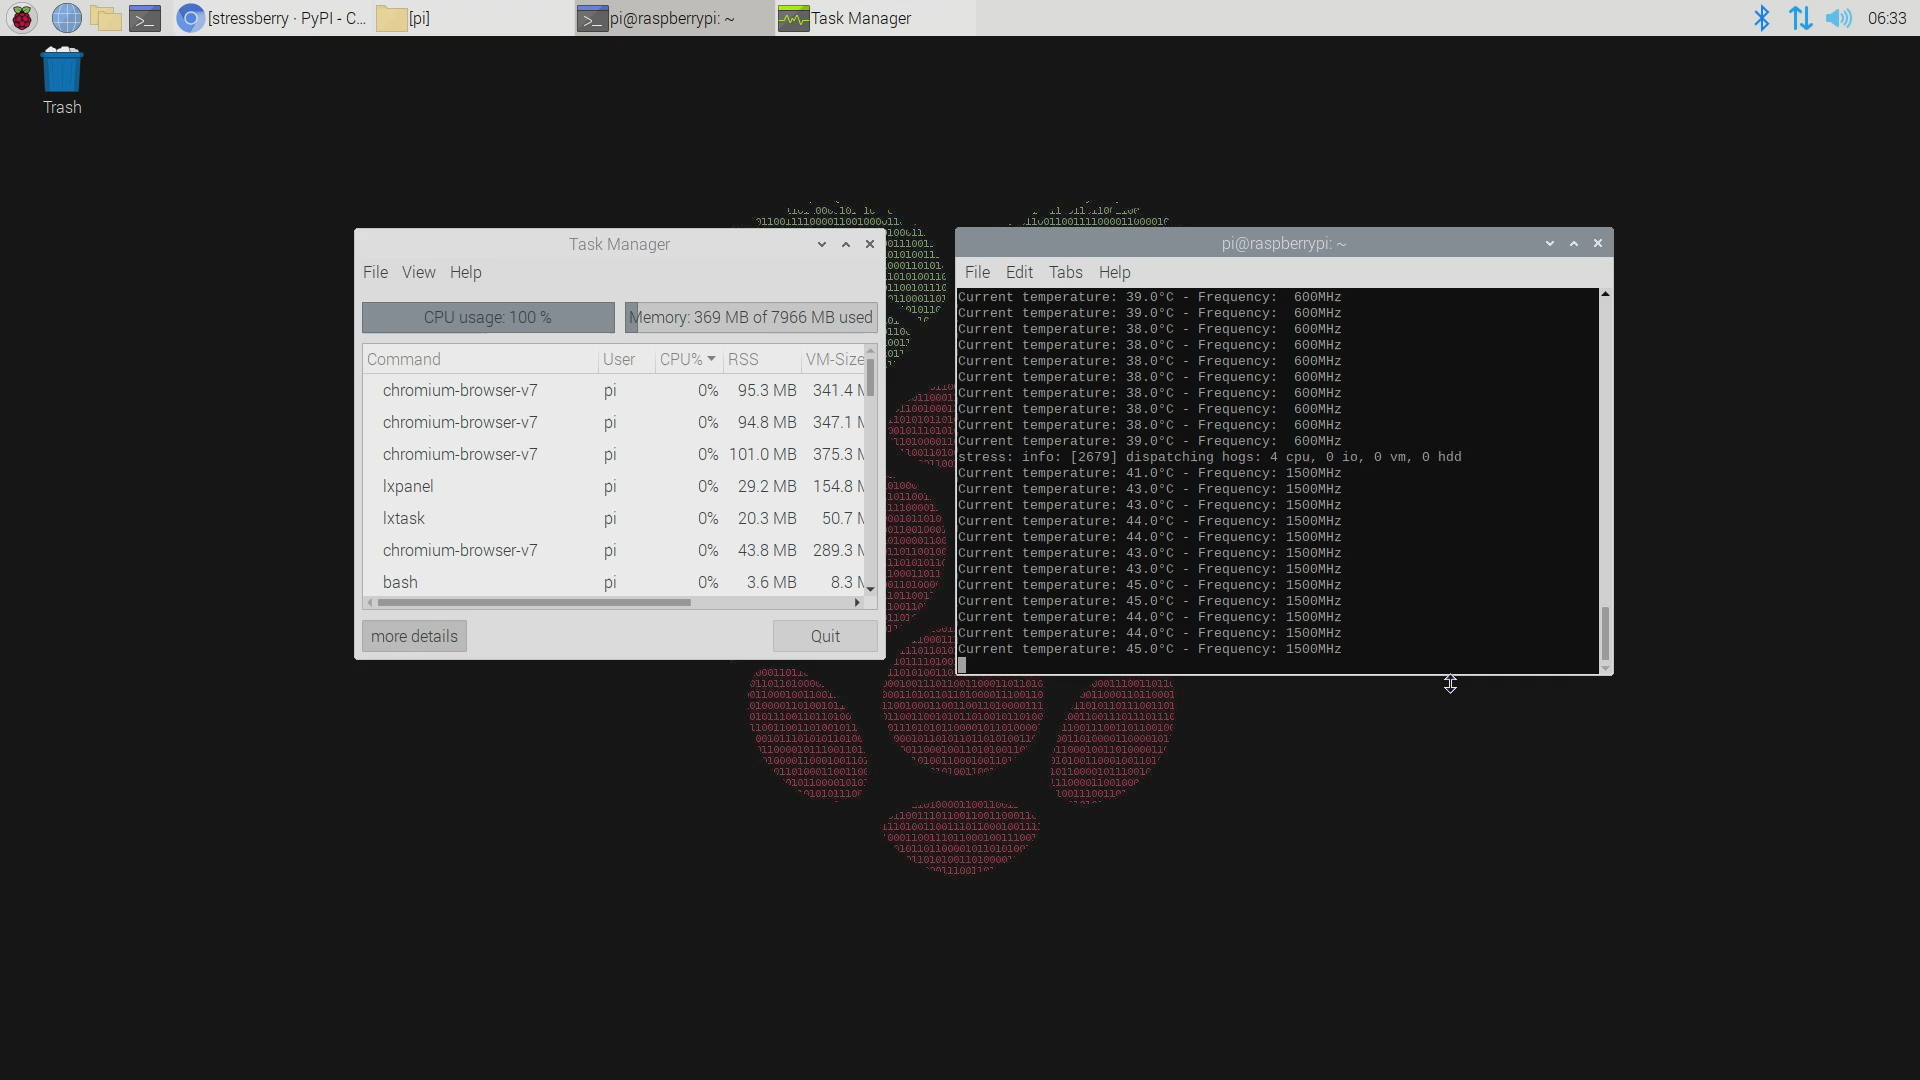 [stressberry · PyPI - C...
[pi]
pi@raspberrypi: ~
Task Manager
06:33
Trash
Task Manager
File View Help
CPU usage: 100 %
Memory: 369 MB of 7966 MB used
Command User CPU% RSS VM-Size
chromium-browser-v7 pi 0% 95.3 MB 341.4
chromium-browser-v7 pi 0% 94.8 MB 347.1
chromium-browser-v7 pi 0% 101.0 MB 375.3
lxpanel pi 0% 29.2 MB 154.8
lxtask pi 0% 20.3 MB 50.7
chromium-browser-v7 pi 0% 43.8 MB 289.3
bash pi 0% 3.6 MB 8.3
more details
Quit
pi@raspberrypi: ~
File Edit Tabs Help
Current temperature: 39.0°C - Frequency:  600MHz
Current temperature: 39.0°C - Frequency:  600MHz
Current temperature: 38.0°C - Frequency:  600MHz
Current temperature: 38.0°C - Frequency:  600MHz
Current temperature: 38.0°C - Frequency:  600MHz
Current temperature: 38.0°C - Frequency:  600MHz
Current temperature: 38.0°C - Frequency:  600MHz
Current temperature: 38.0°C - Frequency:  600MHz
Current temperature: 38.0°C - Frequency:  600MHz
Current temperature: 39.0°C - Frequency:  600MHz
stress: info: [2679] dispatching hogs: 4 cpu, 0 io, 0 vm, 0 hdd
Current temperature: 41.0°C - Frequency: 1500MHz
Current temperature: 43.0°C - Frequency: 1500MHz
Current temperature: 43.0°C - Frequency: 1500MHz
Current temperature: 44.0°C - Frequency: 1500MHz
Current temperature: 44.0°C - Frequency: 1500MHz
Current temperature: 43.0°C - Frequency: 1500MHz
Current temperature: 43.0°C - Frequency: 1500MHz
Current temperature: 45.0°C - Frequency: 1500MHz
Current temperature: 45.0°C - Frequency: 1500MHz
Current temperature: 44.0°C - Frequency: 1500MHz
Current temperature: 44.0°C - Frequency: 1500MHz
Current temperature: 45.0°C - Frequency: 1500MHz